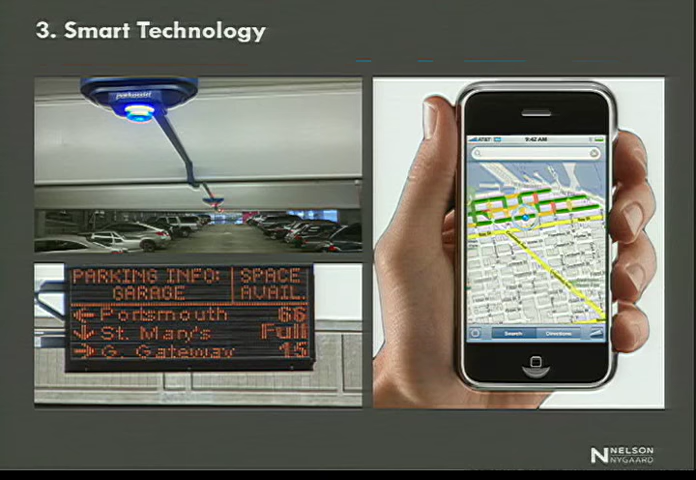 3. Smart Technology
PARKING INFO: SPACE
GARAGE AVAIL.
← Portsmouth 66
↓ St. Mary's Full
→ G. Gateway 15
AT&T 9:42 AM
Search Directions
NELSON
NYGAARD